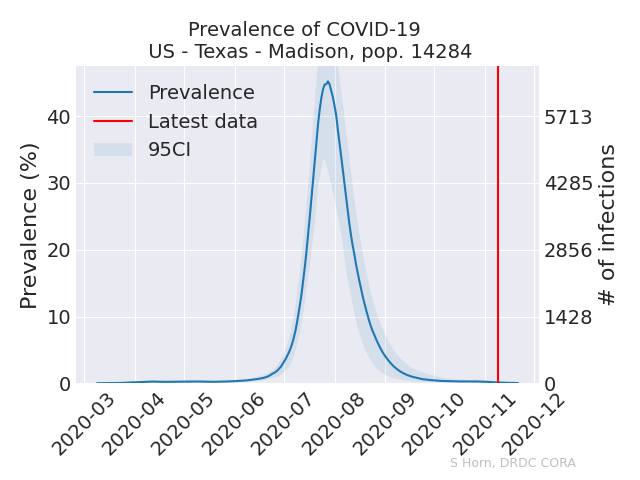 Prevalence of COVID-19
US - Texas - Madison, pop. 14284
Prevalence
Latest data
95CI
Prevalence (%)
40
30
20
10
0
5713
4285
2856
1428
0
# of infections
2020-03
2020-04
2020-05
2020-06
2020-07
2020-08
2020-09
2020-10
2020-11
2020-12
S Horn, DRDC CORA